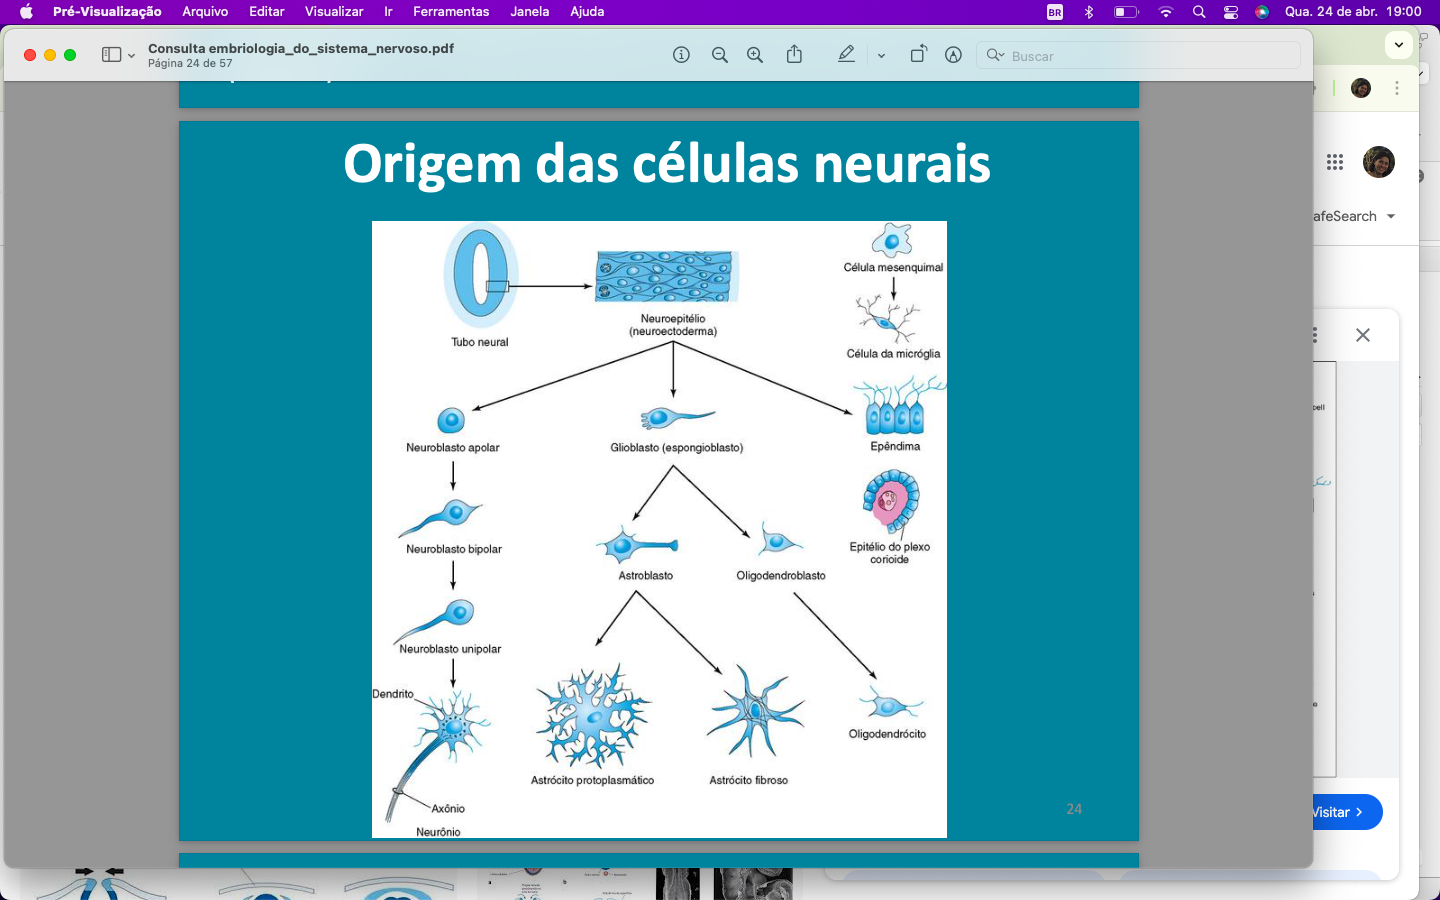 Pré-Visualização Arquivo Editar Visualizar Ir Ferramentas Janela Ajuda
BR
Qua. 24 de abr. 19:00
Consulta embriologia_do_sistema_nervoso.pdf
Página 24 de 57
Buscar
afeSearch
Origem das células neurais
Tubo neural
Neuroepitélio
(neuroectoderma)
Célula mesenquimal
Célula da micróglia
Neuroblasto apolar
Glioblasto (espongioblasto)
Epêndima
Neuroblasto bipolar
Astroblasto
Oligodendroblasto
Epitélio do plexo
corioide
Neuroblasto unipolar
Dendrito
Axônio
Neurônio
Astrócito protoplasmático
Astrócito fibroso
Oligodendrócito
24
Visitar
ell